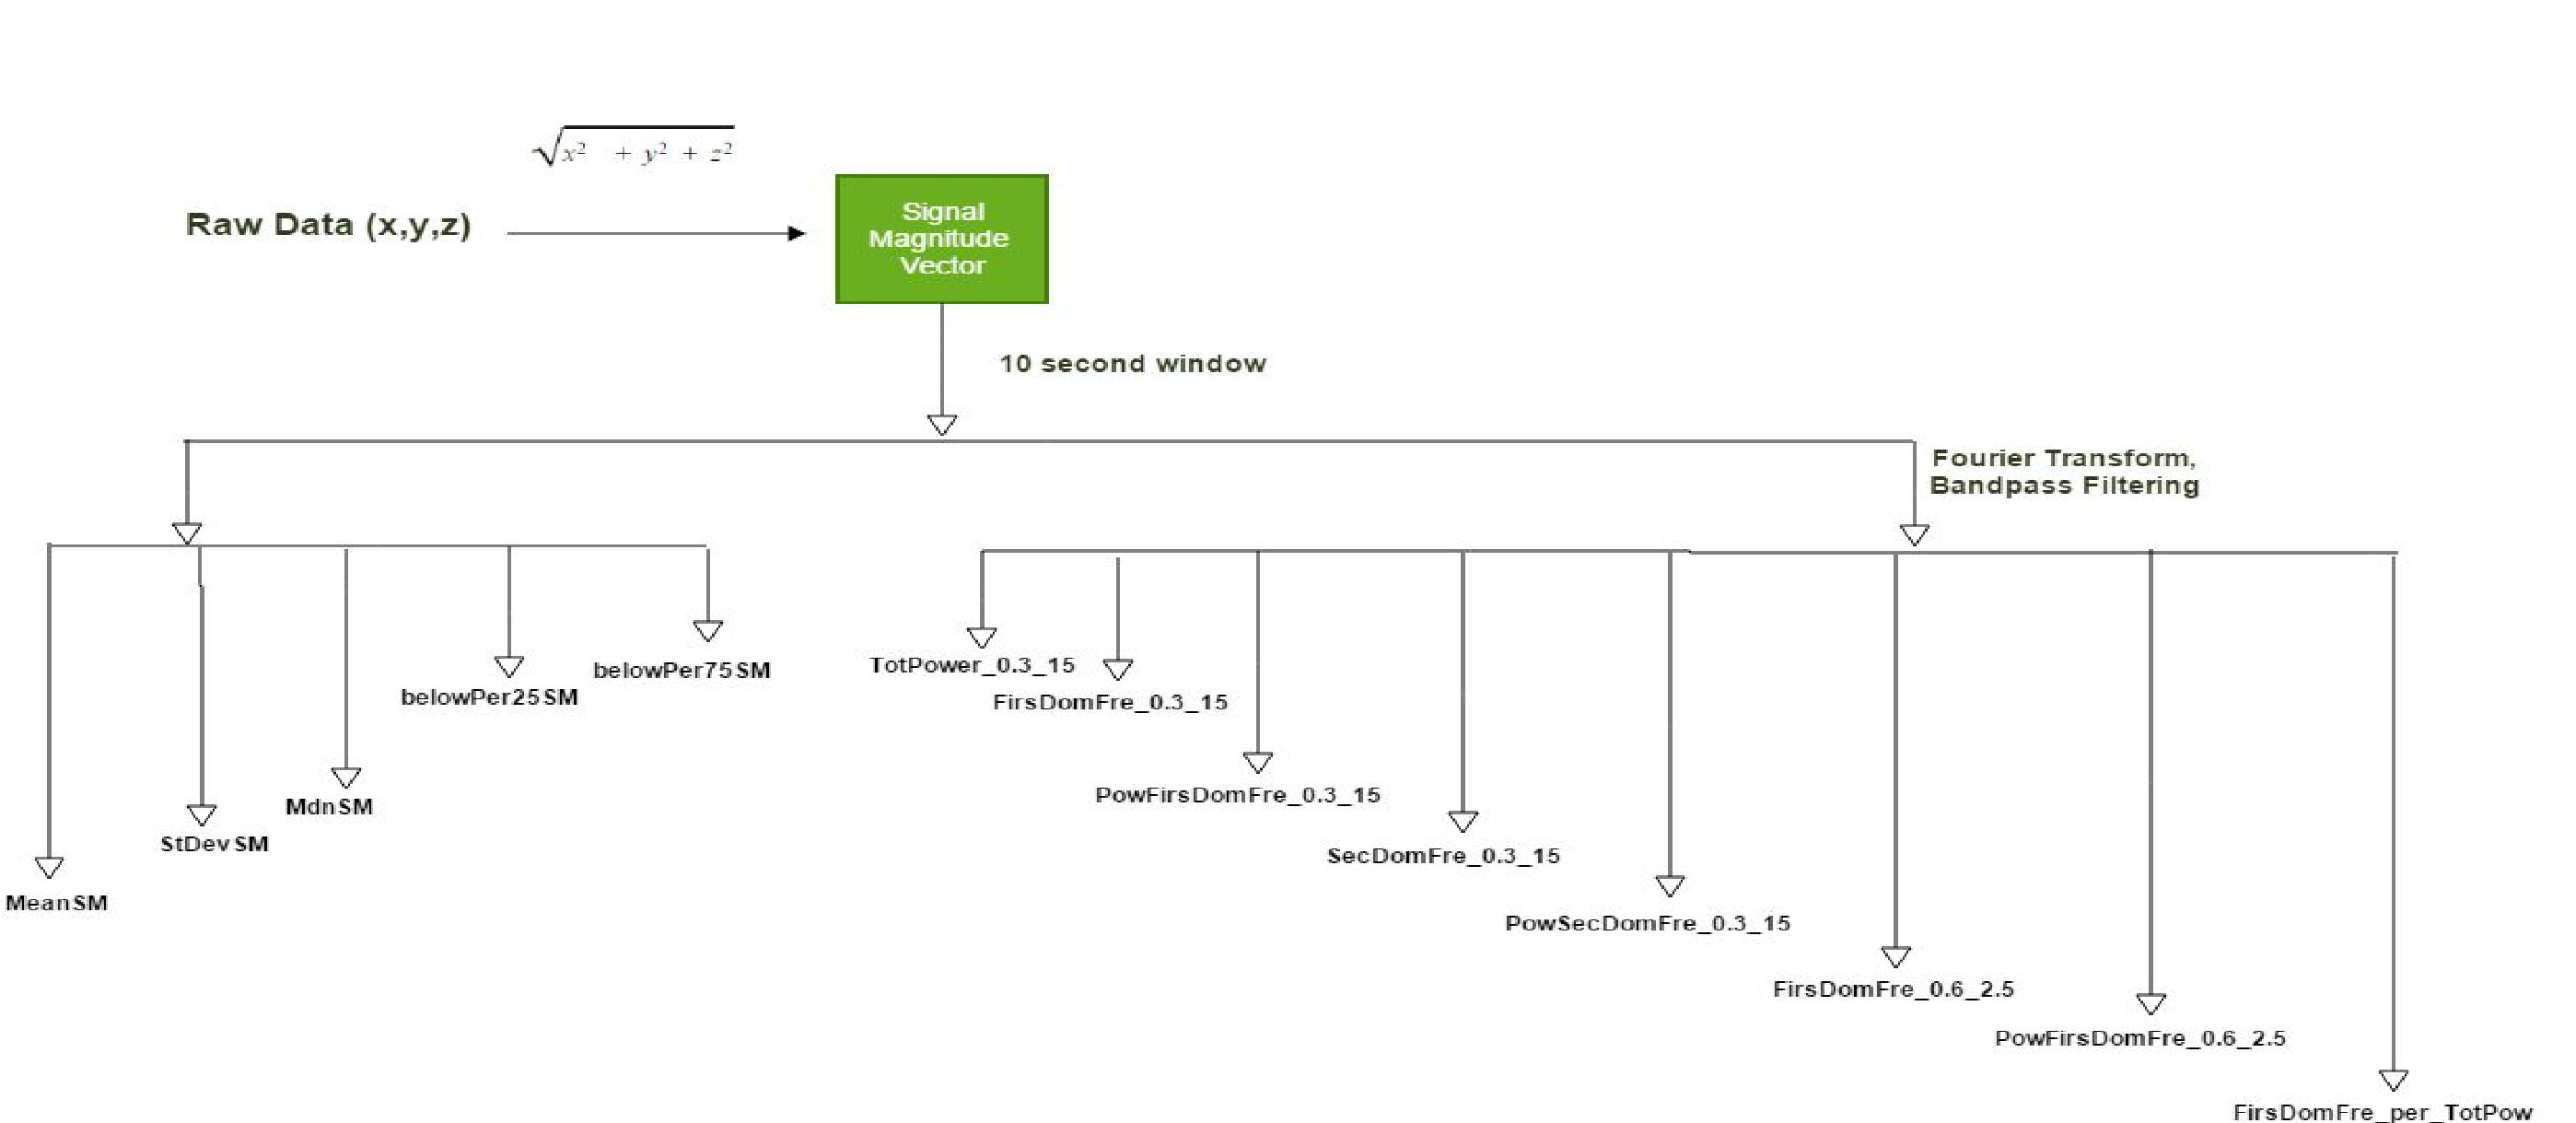 √x² + y² + z²
Raw Data (x,y,z)
Signal
Magnitude
Vector
10 second window
Fourier Transform,
Bandpass Filtering
MeanSM
StDevSM
MdnSM
belowPer25SM
belowPer75SM
TotPower_0.3_15
FirsDomFre_0.3_15
PowFirsDomFre_0.3_15
SecDomFre_0.3_15
PowSecDomFre_0.3_15
FirsDomFre_0.6_2.5
PowFirsDomFre_0.6_2.5
FirsDomFre_per_TotPow